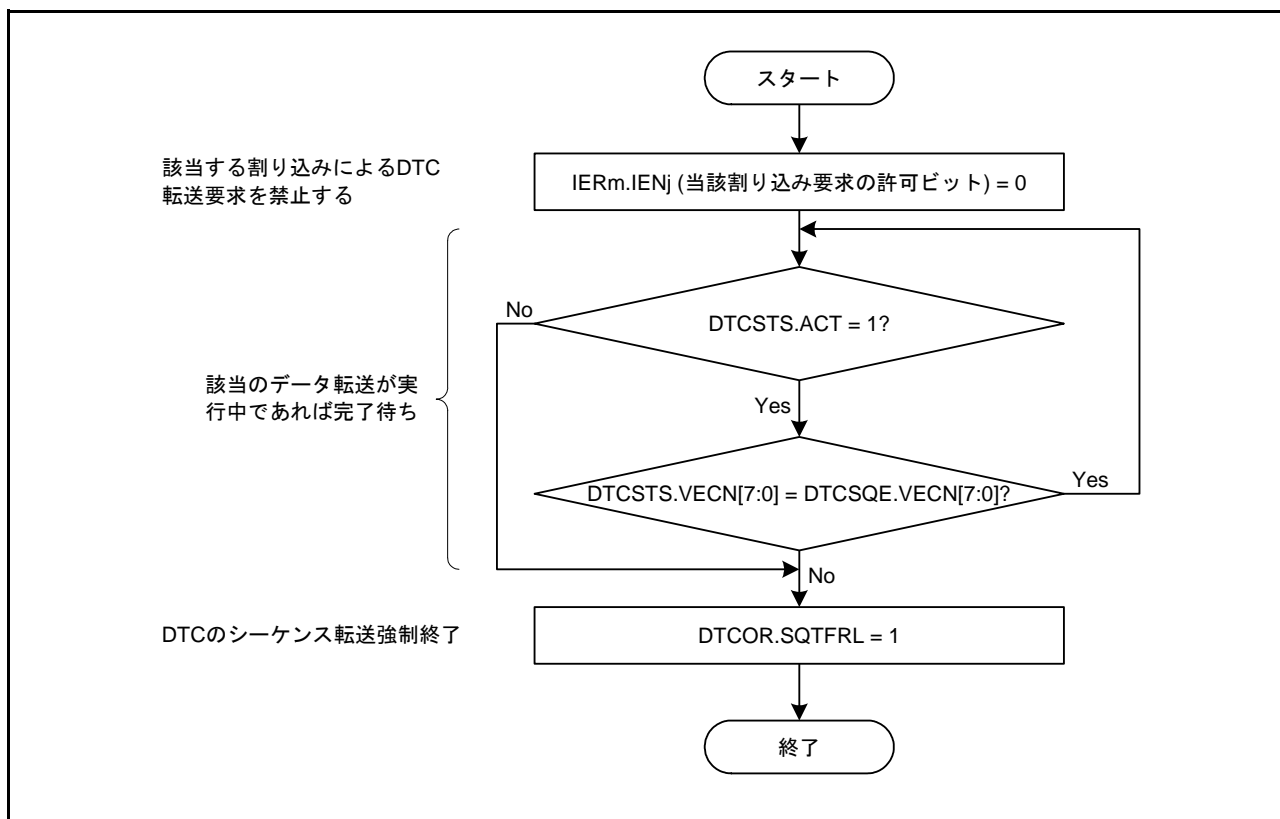 スタート
該当する割り込みによるDTC
転送要求を禁止する
IERm.IENj (当該割り込み要求の許可ビット) = 0
No
DTCSTS.ACT = 1?
該当のデータ転送が実
行中であれば完了待ち
Yes
DTCSTS.VECN[7:0] = DTCSQE.VECN[7:0]?
Yes
No
DTCのシーケンス転送強制終了
DTCOR.SQTFRL = 1
終了